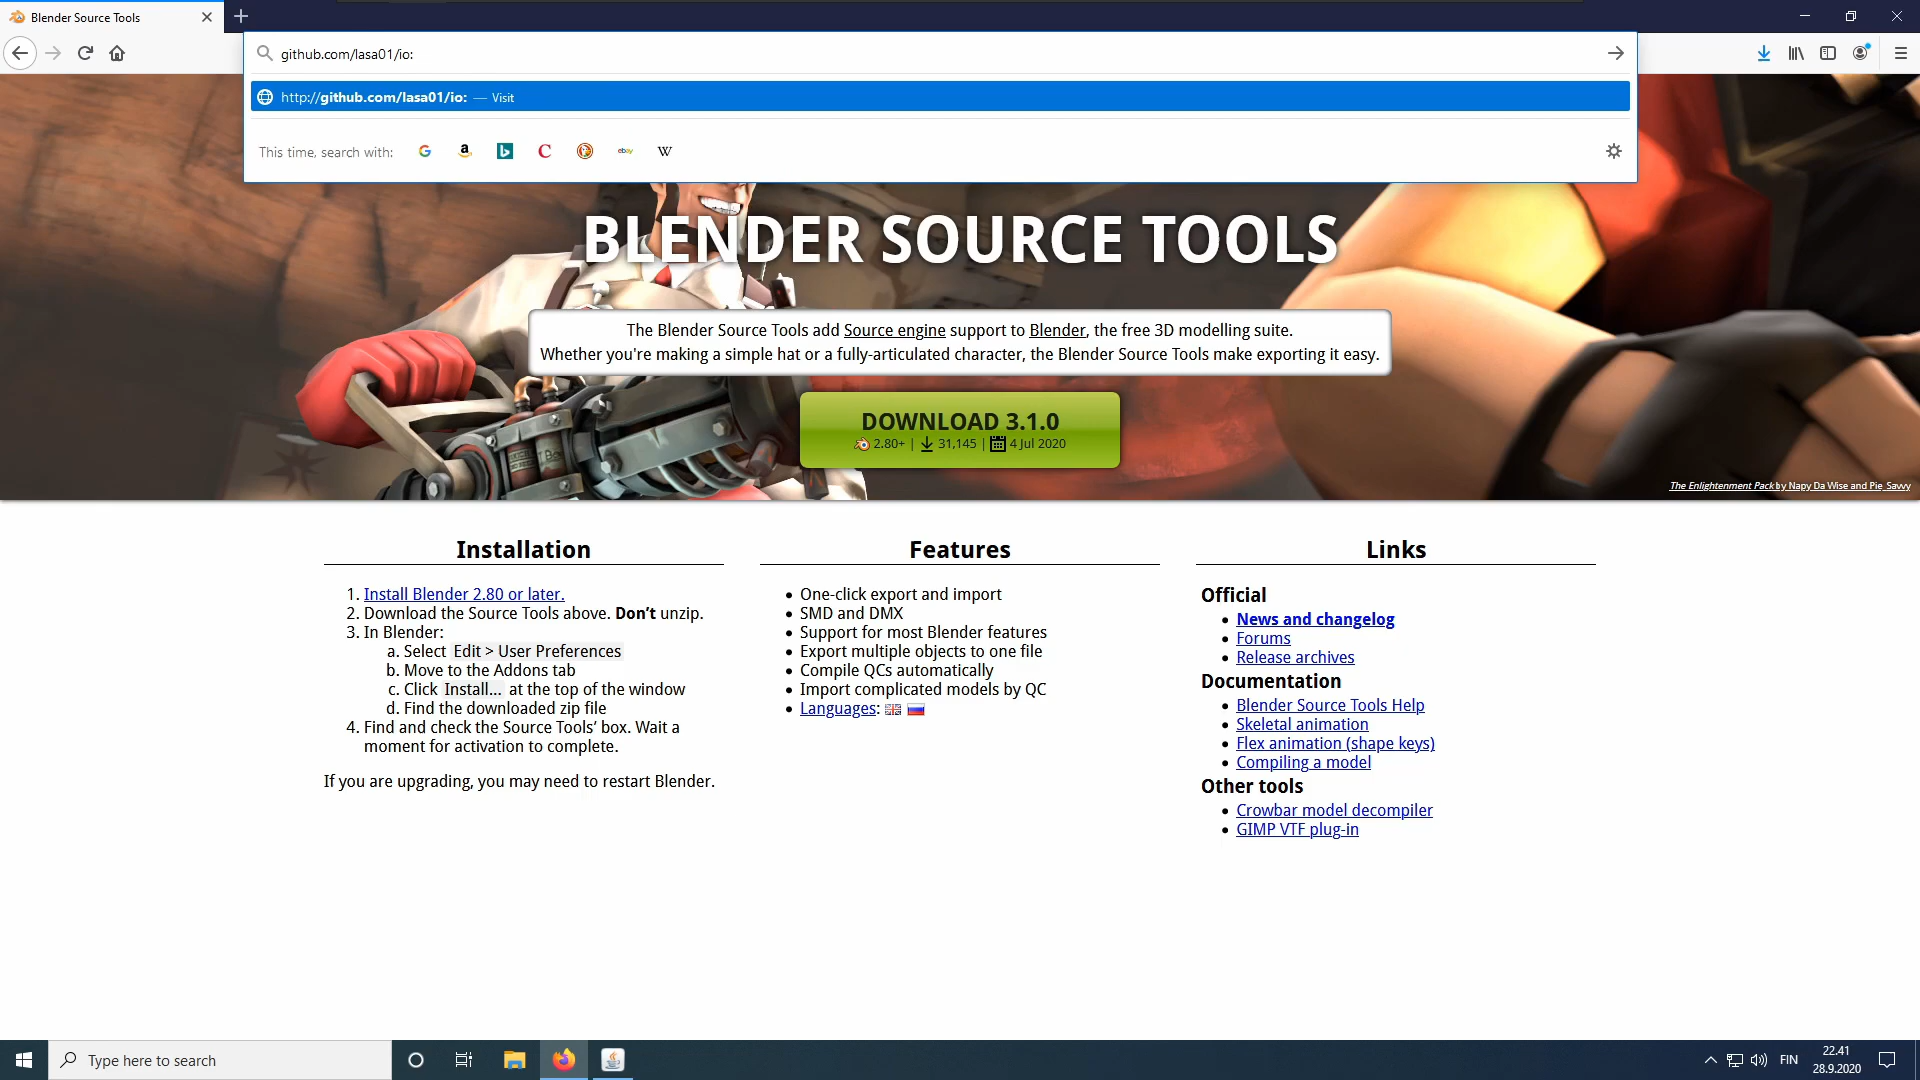 Blender Source Tools
github.com/lasa01/io:
http://github.com/lasa01/io: — Visit
This time, search with:
BLENDER SOURCE TOOLS
The Blender Source Tools add Source engine support to Blender, the free 3D modelling suite.
Whether you're making a simple hat or a fully-articulated character, the Blender Source Tools make exporting it easy.
DOWNLOAD 3.1.0
2.80+ | 31,145 | 4 Jul 2020
The Enlightenment Pack by Napy Da Wise and Pie_Savvy
Installation
1. Install Blender 2.80 or later.
2. Download the Source Tools above. Don’t unzip.
3. In Blender:
a. Select Edit > User Preferences
b. Move to the Addons tab
c. Click Install... at the top of the window
d. Find the downloaded zip file
4. Find and check the Source Tools’ box. Wait a
moment for activation to complete.
If you are upgrading, you may need to restart Blender.
Features
• One-click export and import
• SMD and DMX
• Support for most Blender features
• Export multiple objects to one file
• Compile QCs automatically
• Import complicated models by QC
• Languages:
Links
Official
• News and changelog
• Forums
• Release archives
Documentation
• Blender Source Tools Help
• Skeletal animation
• Flex animation (shape keys)
• Compiling a model
Other tools
• Crowbar model decompiler
• GIMP VTF plug-in
Type here to search
FIN
22.41
28.9.2020